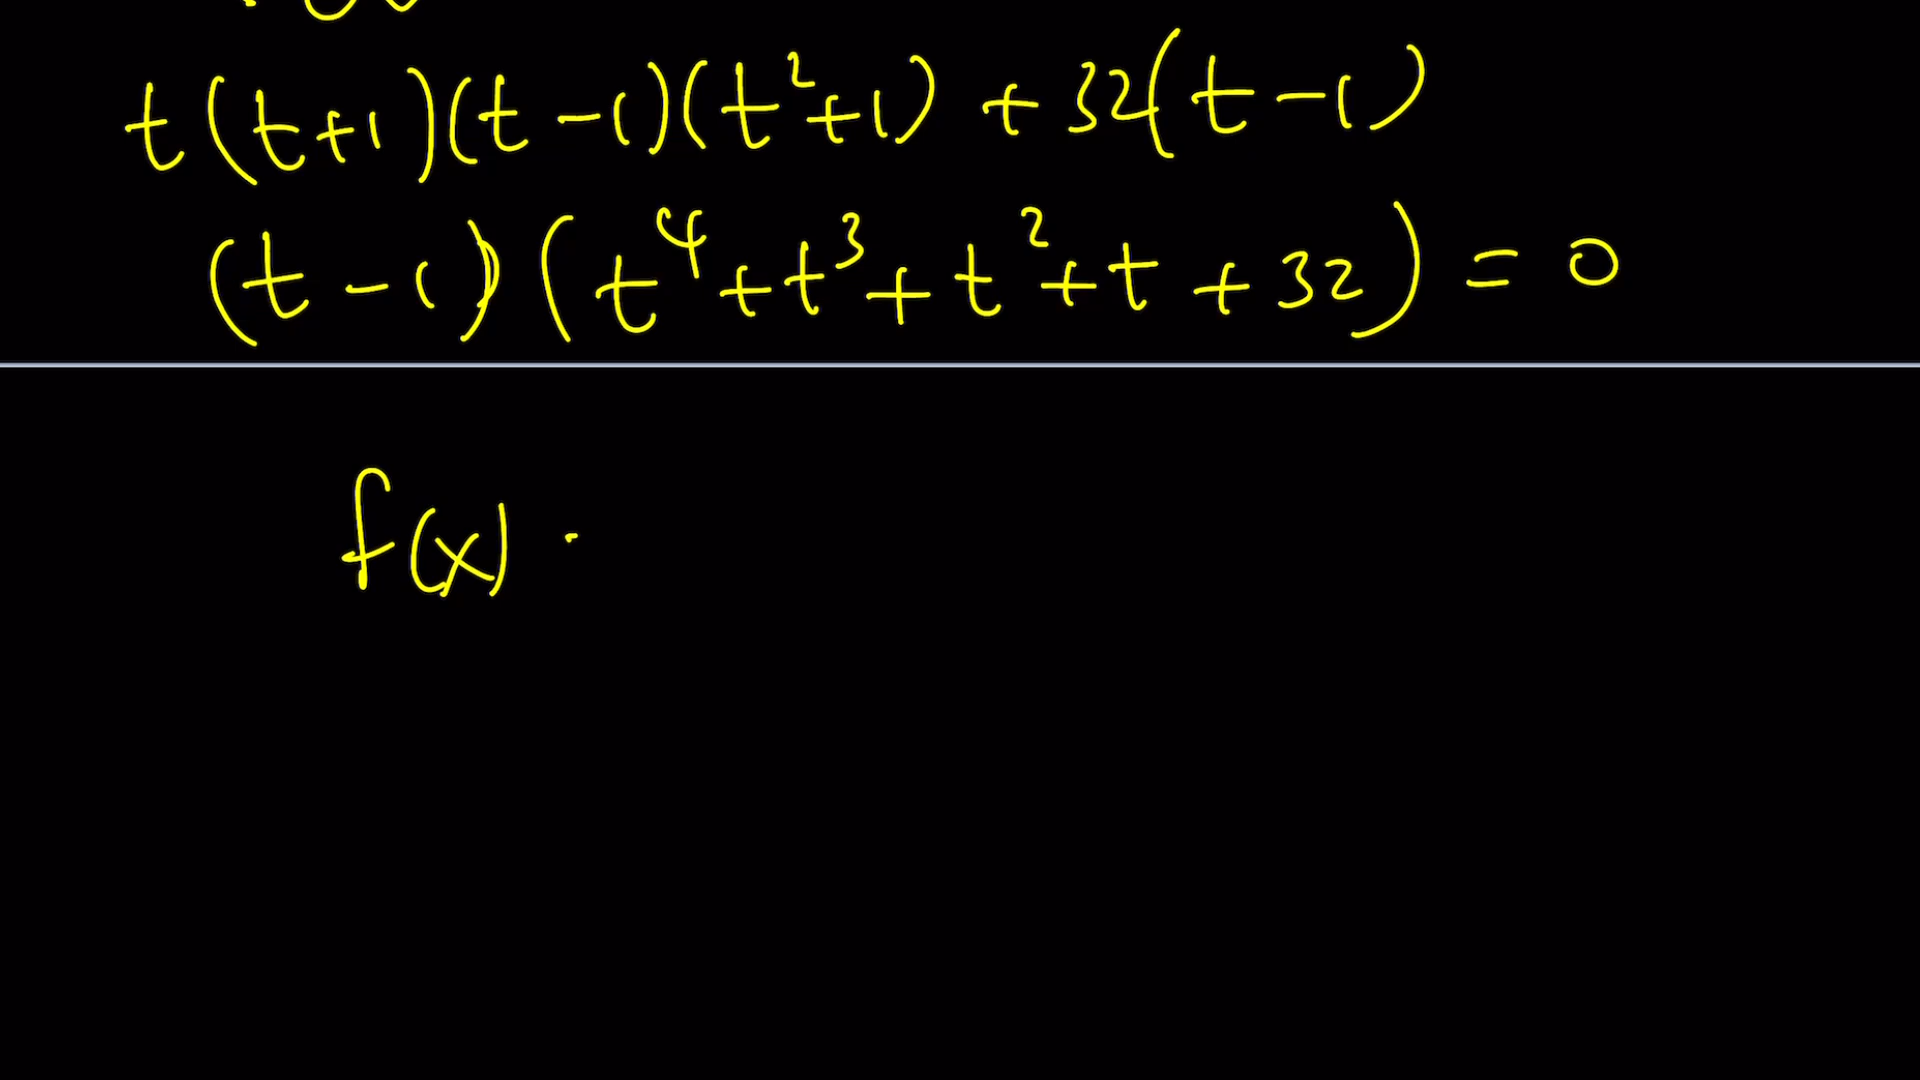 t(t+1)(t-1)(t²+1) + 32(t-1)
(t-1)(t⁴+t³+t²+t+32) = 0
f(x) -